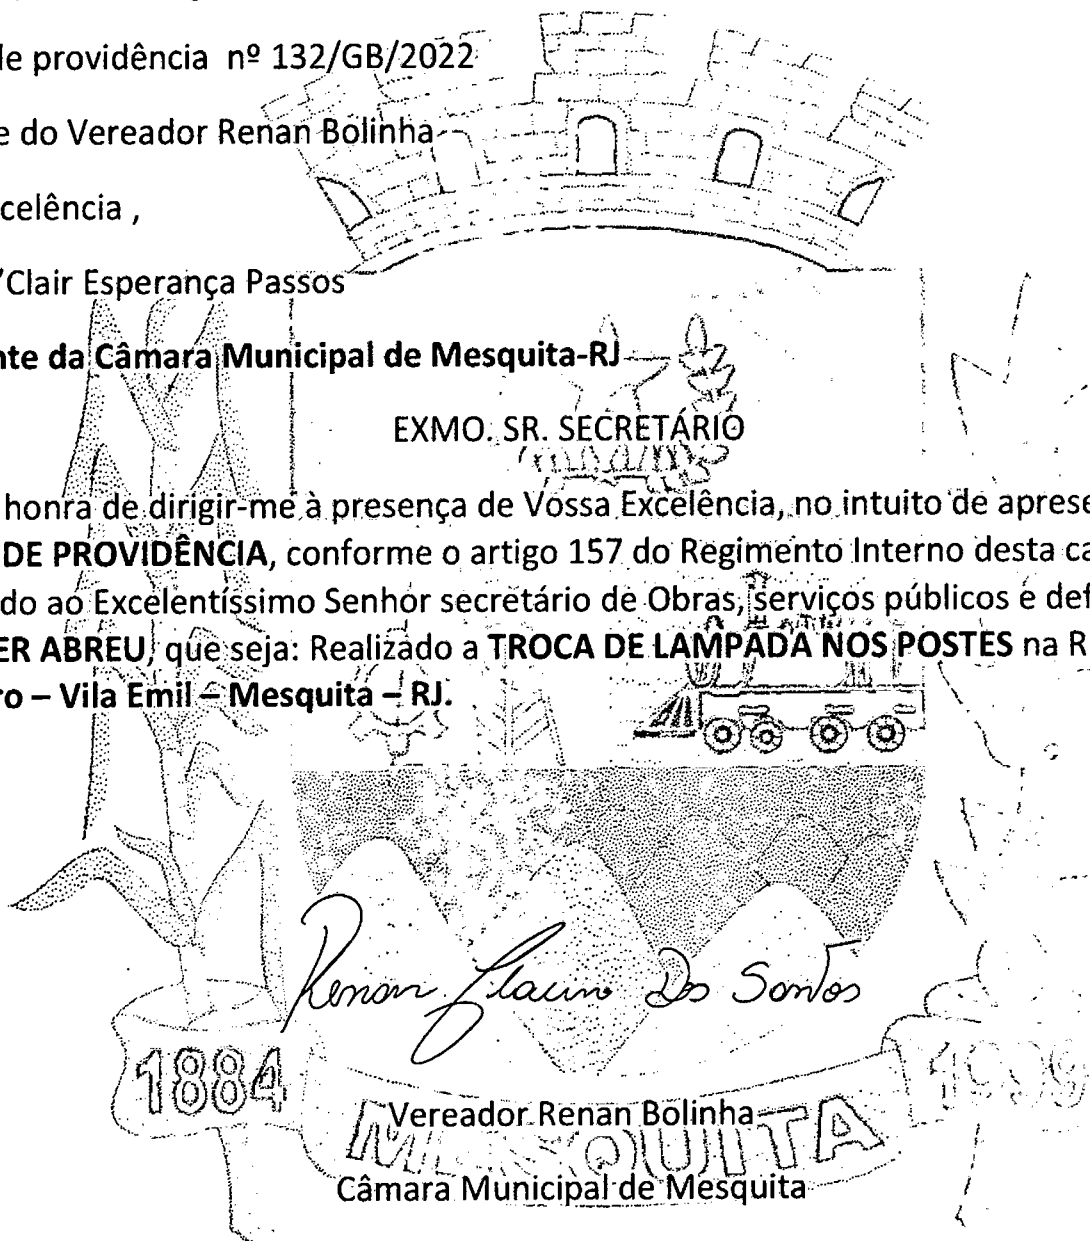 de providência nº 132/GB/2022
e do Vereador Renan Bolinha
celência ,
'Clair Esperança Passos
nte da Câmara Municipal de Mesquita-RJ
EXMO. SR. SECRETÁRIO
honra de dirigir-me à presença de Vossa Excelência, no intuito de aprese
DE PROVIDÊNCIA, conforme o artigo 157 do Regimento Interno desta ca
do ao Excelentíssimo Senhor secretário de Obras, serviços públicos e def
ER ABREU, que seja: Realizado a TROCA DE LAMPADA NOS POSTES na R
ro – Vila Emil – Mesquita – RJ.
Renan Dos Santos
1884
1999
Vereador Renan Bolinha
MESQUITA
Câmara Municipal de Mesquita